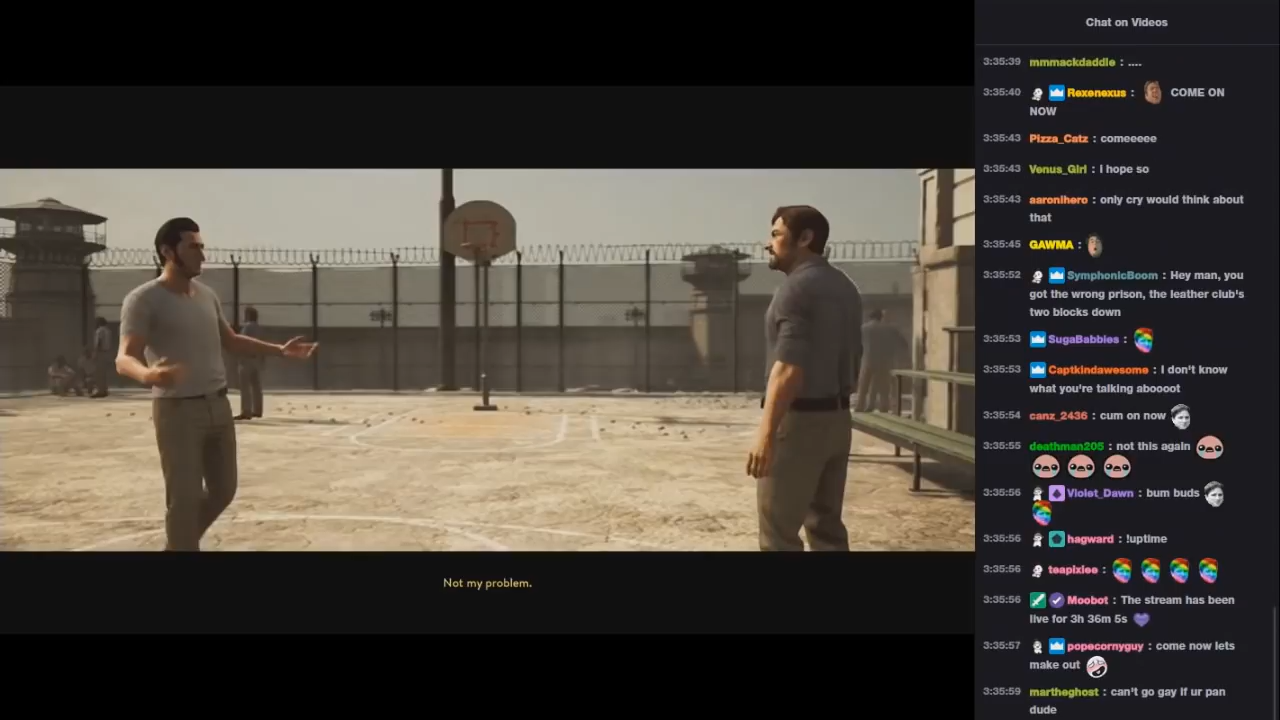 Chat on Videos
3:35:39 mmmackdaddle : ....
3:35:40 Rexenexus : COME ON
NOW
3:35:43 Pizza_Catz : comeeeee
3:35:43 Venus_Girl : I hope so
3:35:43 aaronihero : only cry would think about
that
3:35:45 GAWMA :
3:35:52 SymphonicBoom : Hey man, you
got the wrong prison, the leather club's
two blocks down
3:35:53 SugaBabbies :
3:35:53 Captkindawesome : I don't know
what you're talking aboooot
3:35:54 canz_2436 : cum on now
3:35:55 deathman205 : not this again
3:35:56 Violet_Dawn : bum buds
3:35:56 hagward : !uptime
3:35:56 teapixlee :
3:35:56 Moobot : The stream has been
live for 3h 36m 5s
3:35:57 popecornyguy : come now lets
make out
3:35:59 martheghost : can't go gay if ur pan
dude
Not my problem.